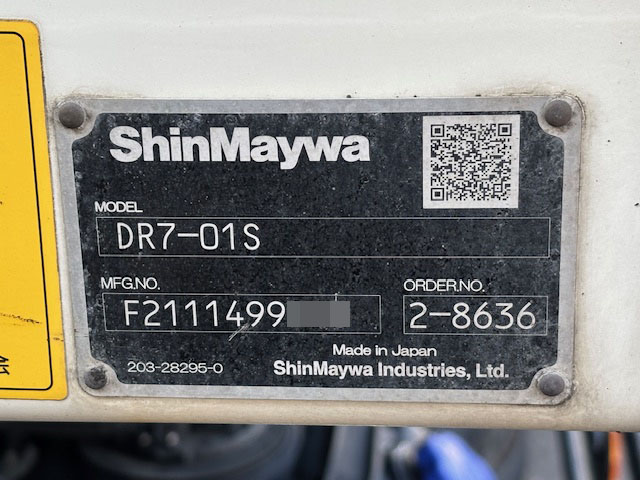 ShinMaywa
MODEL
DR7-01S
MFG.NO.
F2111499
ORDER.NO.
2-8636
Made in Japan
203-28295-0
ShinMaywa Industries, Ltd.